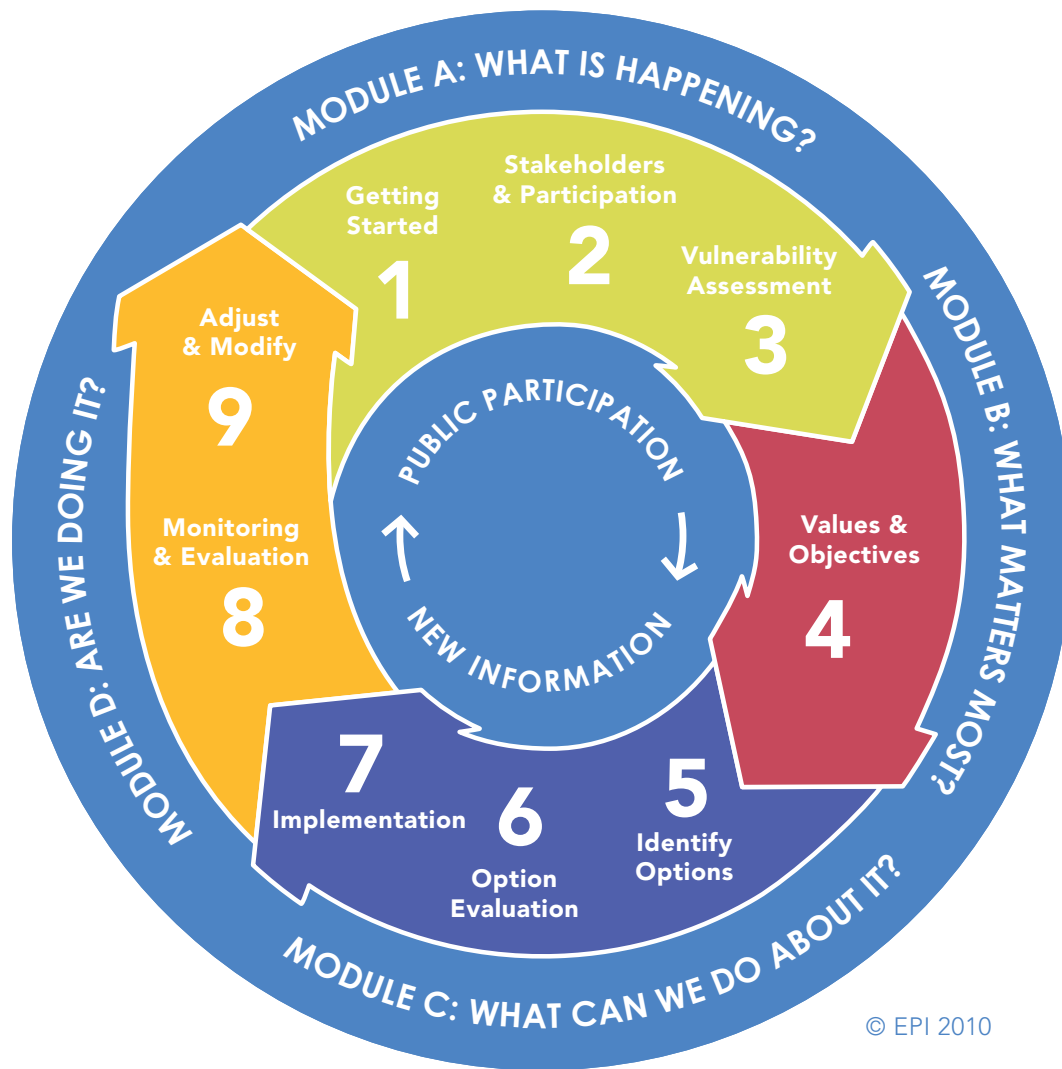 MODULE A: WHAT IS HAPPENING?
Getting
Started
1
Stakeholders
& Participation
2
Vulnerability
Assessment
3
MODULE B: WHAT MATTERS MOST?
Values &
Objectives
4
MODULE C: WHAT CAN WE DO ABOUT IT?
5
Identify
Options
6
Option
Evaluation
7
Implementation
MODULE D: ARE WE DOING IT?
Monitoring
& Evaluation
8
Adjust
& Modify
9
PUBLIC PARTICIPATION
NEW INFORMATION
© EPI 2010